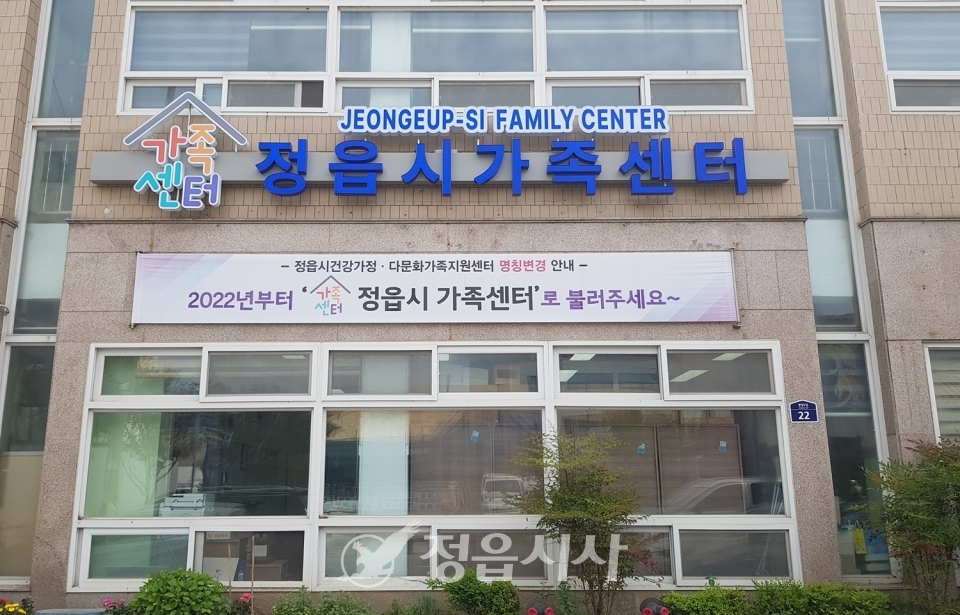 JEONGEUP-SI FAMILY CENTER
가족
센터
정읍시가족센터
- 정읍시건강가정 · 다문화가족지원센터 명칭변경 안내 -
2022년부터 '가족센터 정읍시 가족센터'로 불러주세요~
22
정읍시사